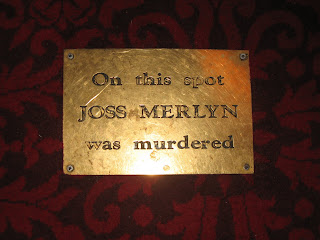 On this spot
JOSS MERLYN
was murdered